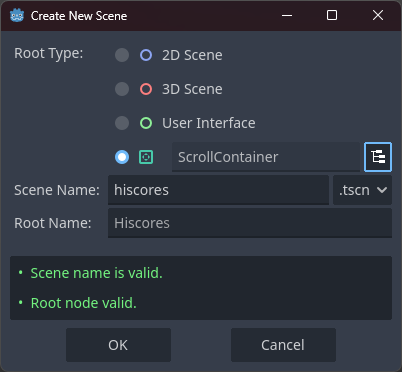 Create New Scene
Root Type:
2D Scene
3D Scene
User Interface
ScrollContainer
Scene Name: hiscores .tscn
Root Name: Hiscores
• Scene name is valid.
• Root node valid.
OK Cancel